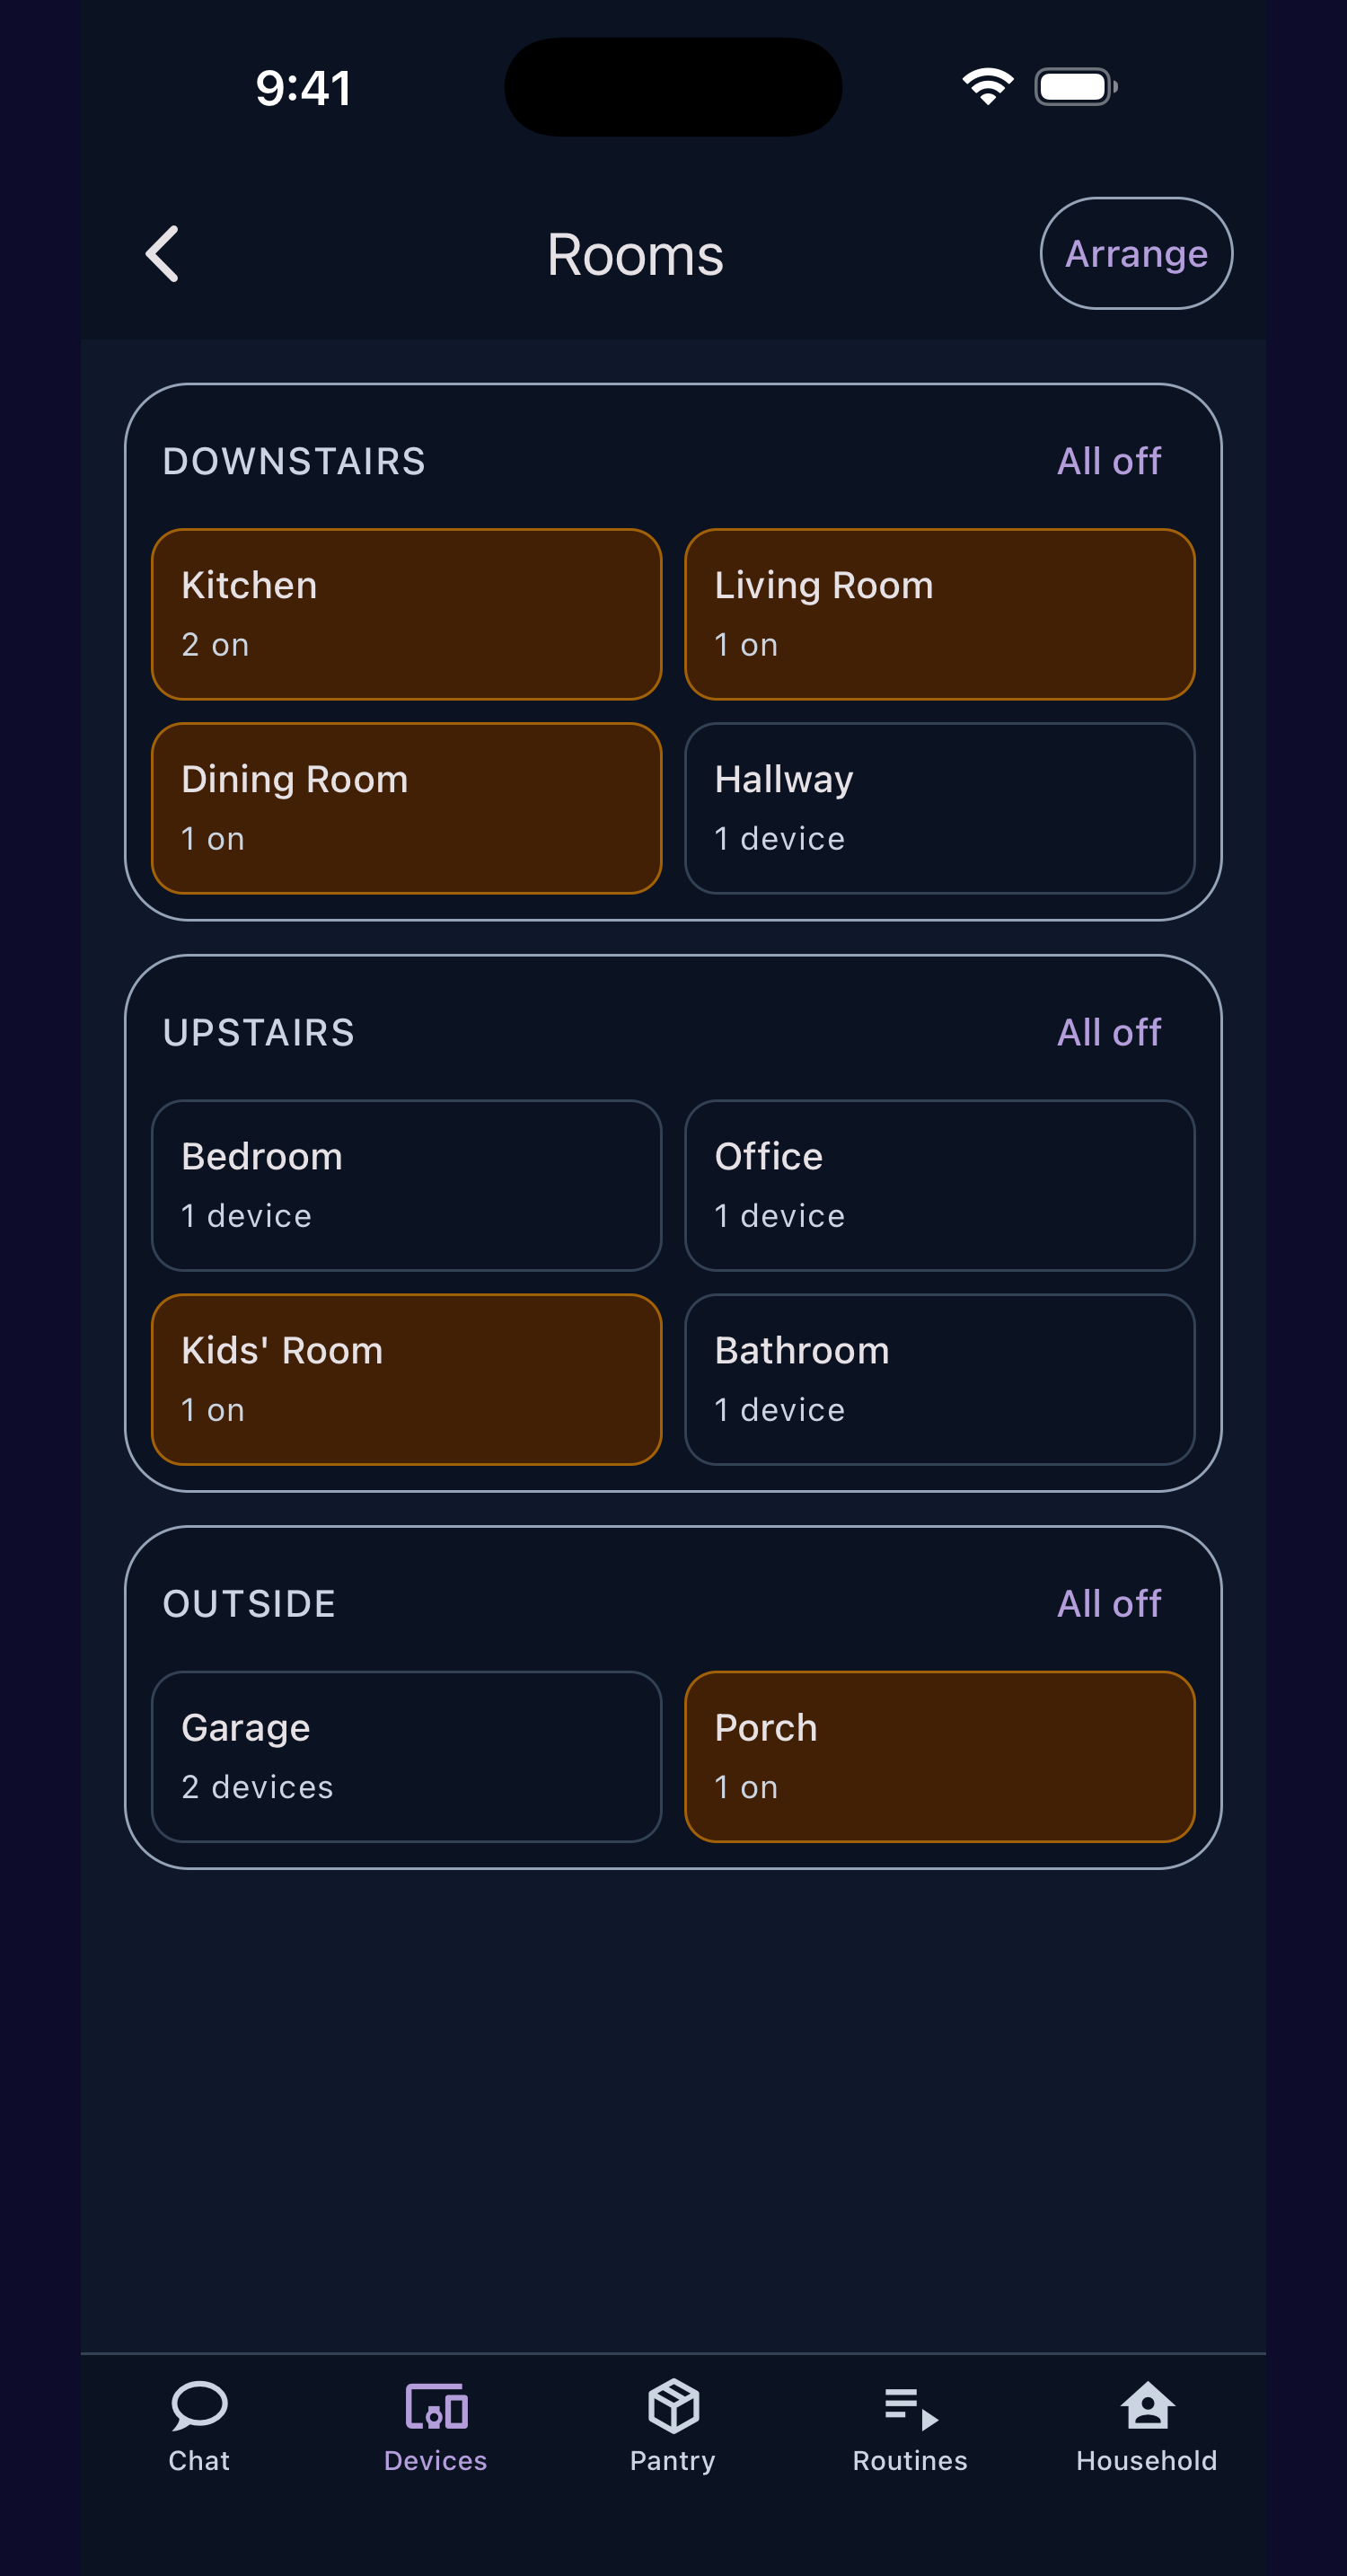 9:41
Rooms
Arrange
DOWNSTAIRS
All off
Kitchen
2 on
Living Room
1 on
Dining Room
1 on
Hallway
1 device
UPSTAIRS
All off
Bedroom
1 device
Office
1 device
Kids' Room
1 on
Bathroom
1 device
OUTSIDE
All off
Garage
2 devices
Porch
1 on
Chat
Devices
Pantry
Routines
Household